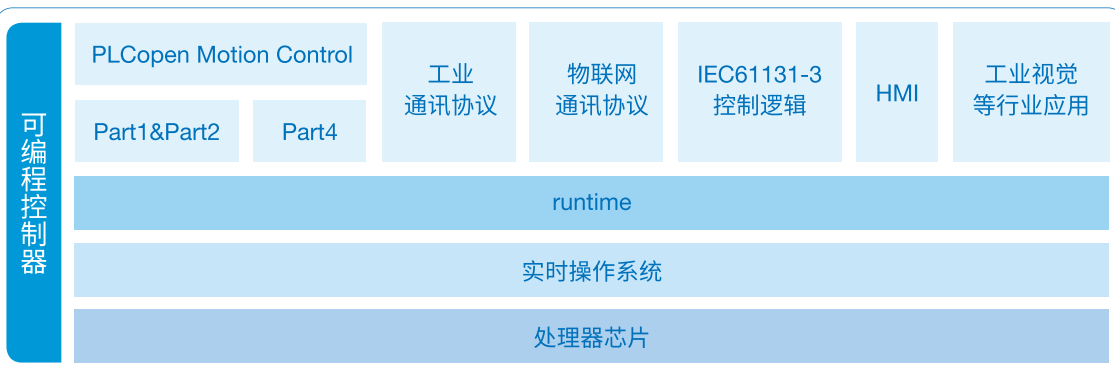 可编程控制器
PLCopen Motion Control
Part1&Part2
Part4
工业
通讯协议
物联网
通讯协议
IEC61131-3
控制逻辑
HMI
工业视觉
等行业应用
runtime
实时操作系统
处理器芯片